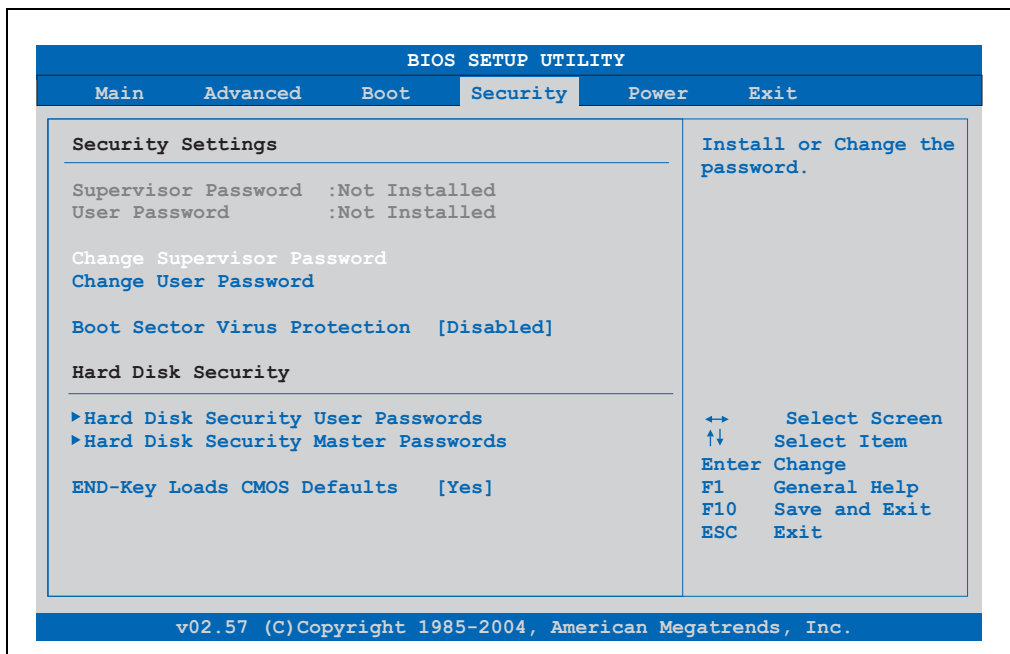 BIOS SETUP UTILITY
Main Advanced Boot Security Power Exit
Security Settings
Supervisor Password :Not Installed
User Password :Not Installed
Change Supervisor Password
Change User Password
Boot Sector Virus Protection [Disabled]
Hard Disk Security
Hard Disk Security User Passwords
Hard Disk Security Master Passwords
END-Key Loads CMOS Defaults [Yes]
Install or Change the
password.
Select Screen
Select Item
Enter Change
F1 General Help
F10 Save and Exit
ESC Exit
v02.57 (C)Copyright 1985-2004, American Megatrends, Inc.